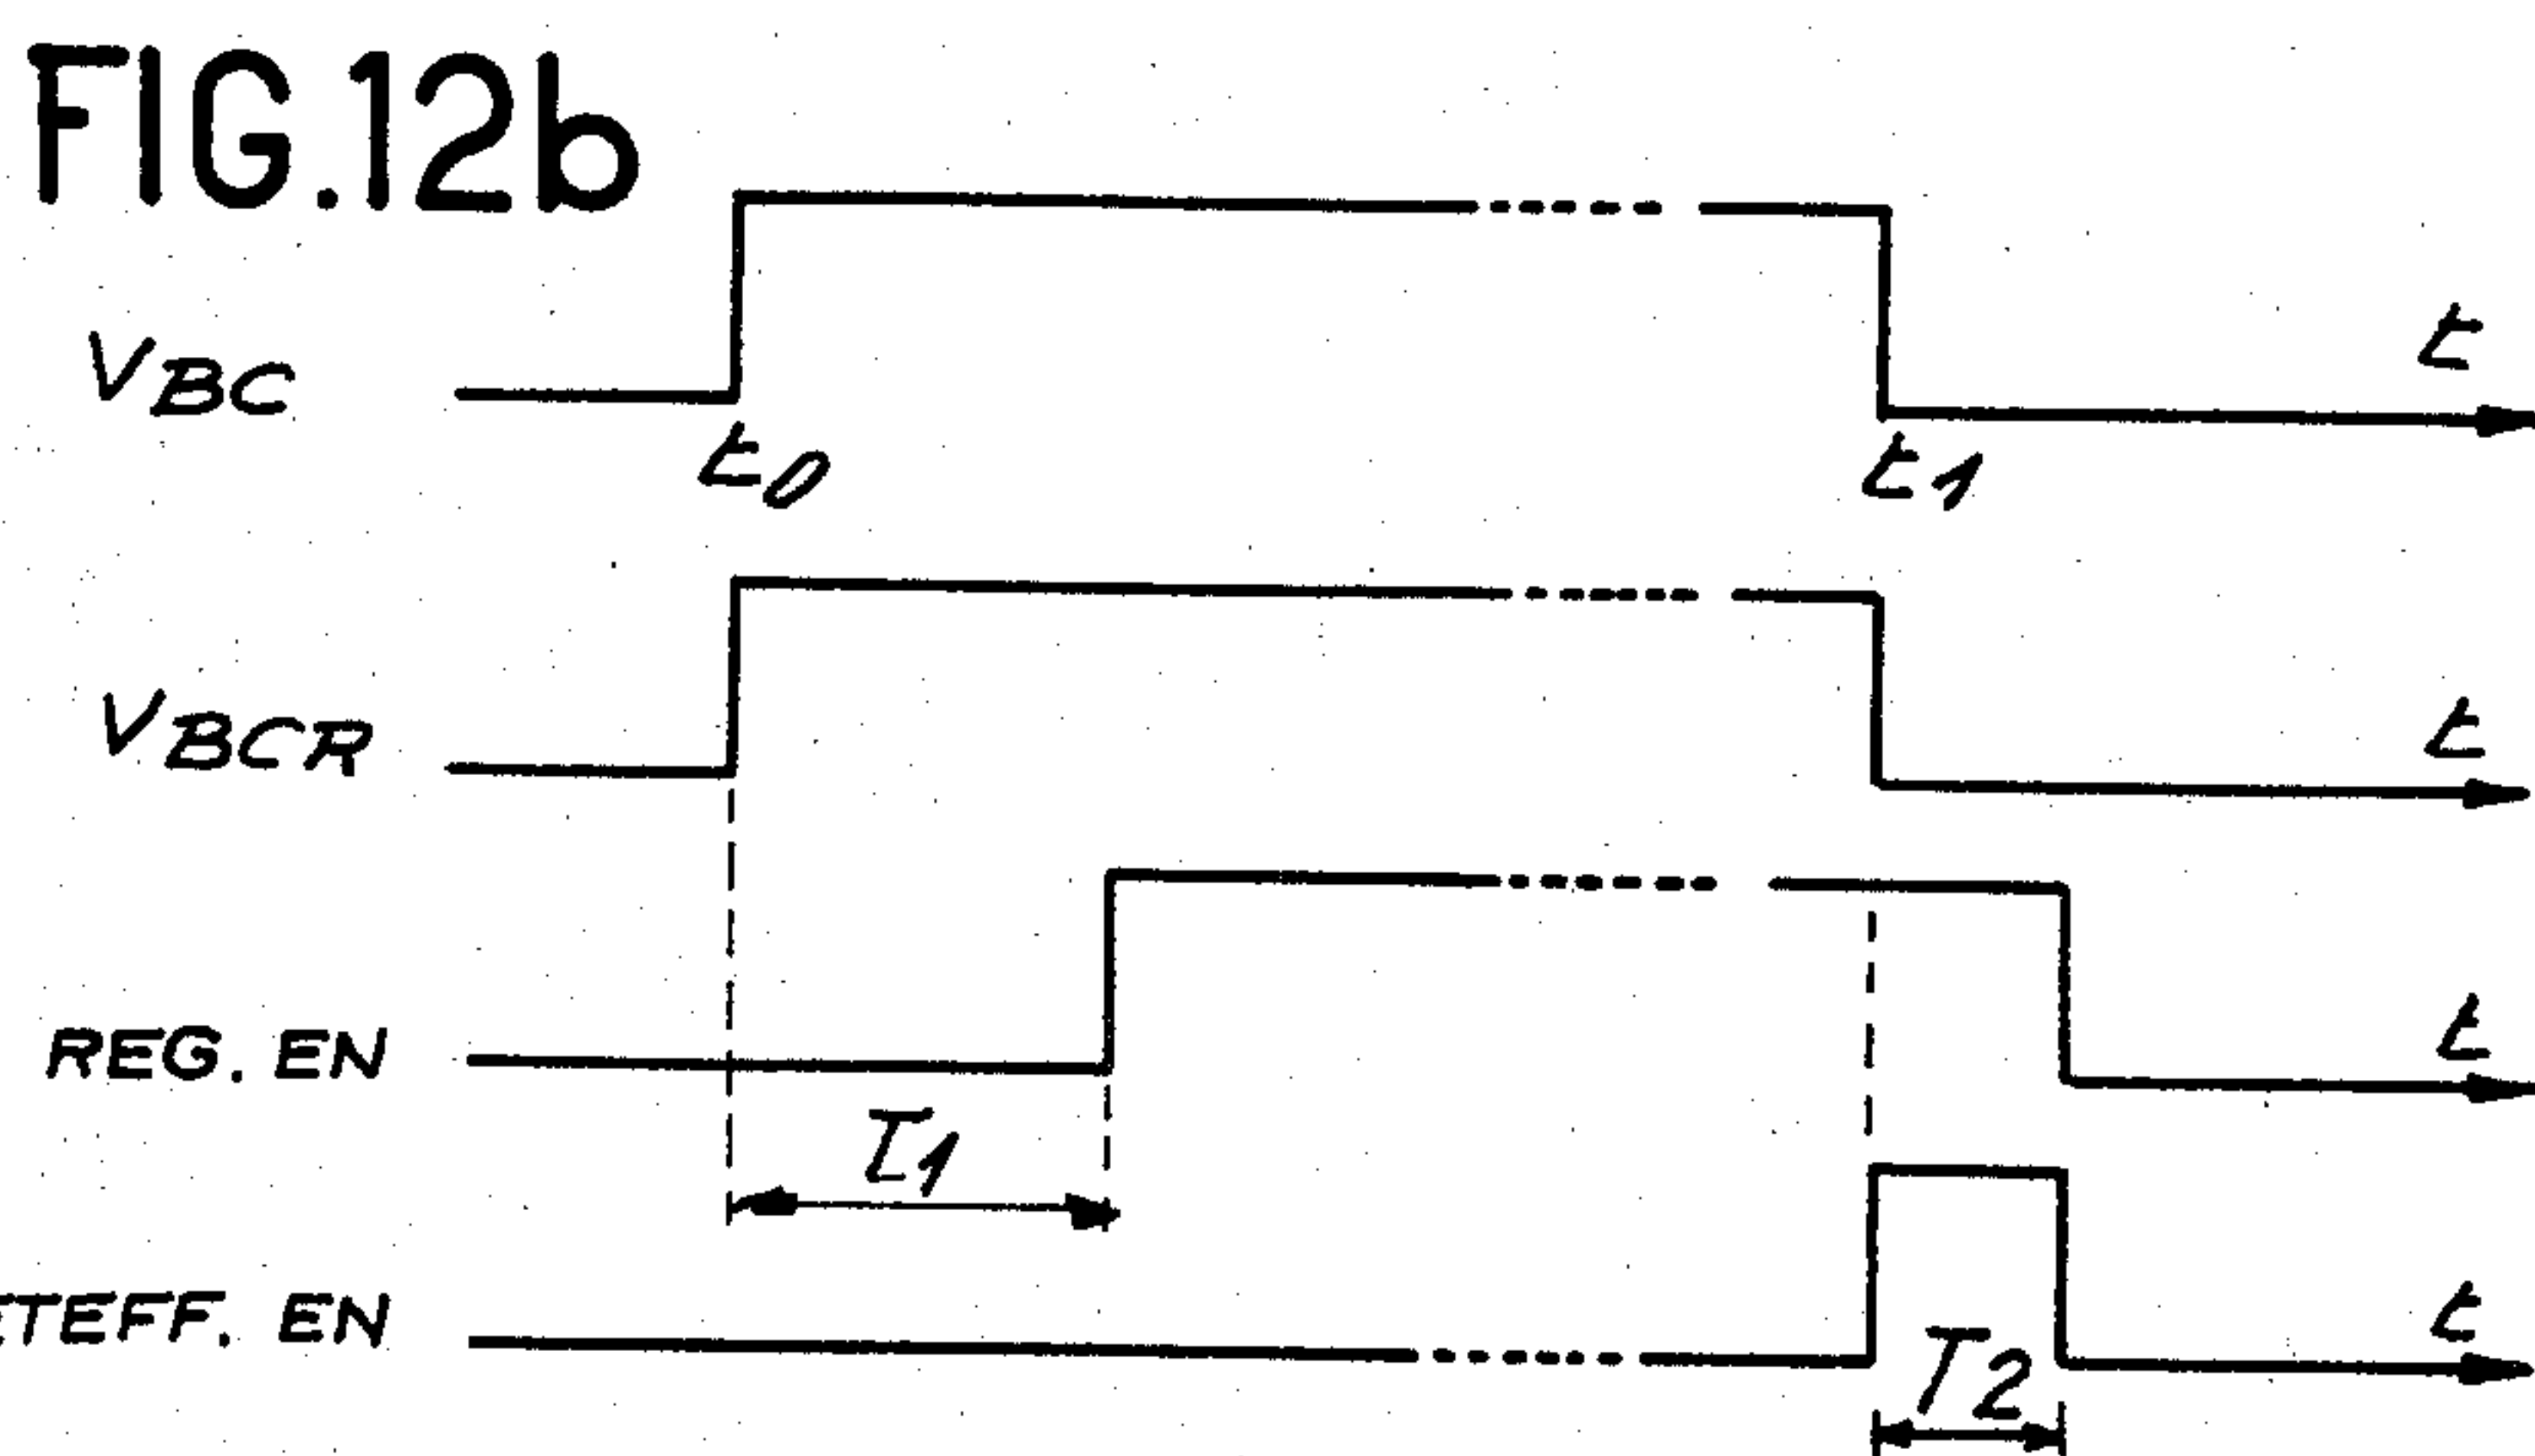 FIG.12b
VBC
t
t0
t1
VBCR
t
REG. EN
t
T1
TEFF. EN
t
T2